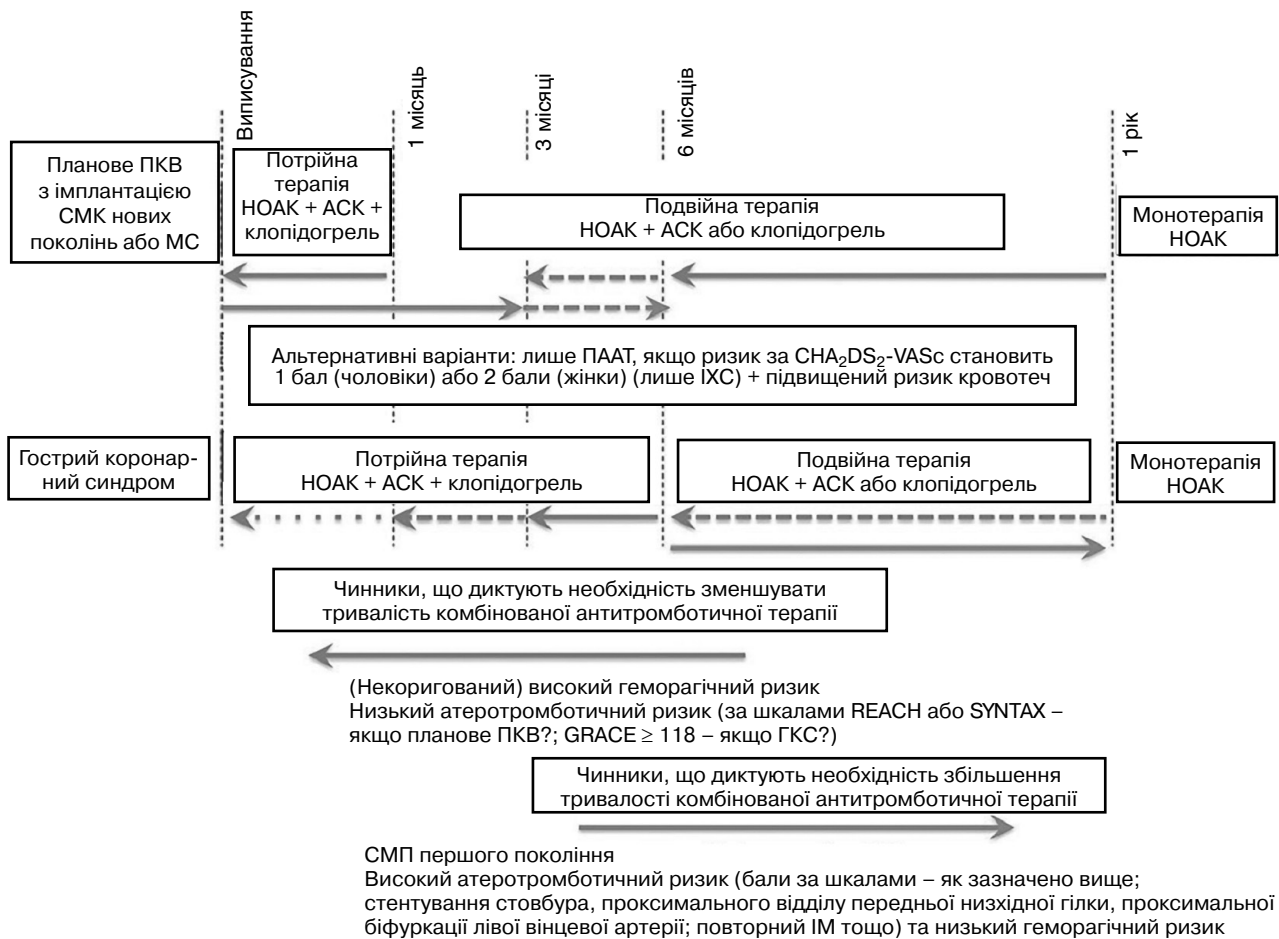 Виписування
1 місяць
3 місяці
6 місяців
1 рік
Планове ПКВ
з імплантацією
СМК нових
поколінь або МС
Потрійна
терапія
НОАК + АСК +
клопідогрель
Подвійна терапія
НОАК + АСК або клопідогрель
Монотерапія
НОАК
Альтернативні варіанти: лише ПААТ, якщо ризик за CHA₂DS₂-VASc становить
1 бал (чоловіки) або 2 бали (жінки) (лише ІХС) + підвищений ризик кровотеч
Гострий коронар-
ний синдром
Потрійна терапія
НОАК + АСК + клопідогрель
Подвійна терапія
НОАК + АСК або клопідогрель
Монотерапія
НОАК
Чинники, що диктують необхідність зменшувати
тривалість комбінованої антитромботичної терапії
(Некоригований) високий геморагічний ризик
Низький атеротромботичний ризик (за шкалами REACH або SYNTAX –
якщо планове ПКВ?; GRACE ≥ 118 – якщо ГКС?)
Чинники, що диктують необхідність збільшення
тривалості комбінованої антитромботичної терапії
СМП першого покоління
Високий атеротромботичний ризик (бали за шкалами – як зазначено вище;
стентування стовбура, проксимального відділу передньої низхідної гілки, проксимальної
біфуркації лівої вінцевої артерії; повторний ІМ тощо) та низький геморагічний ризик